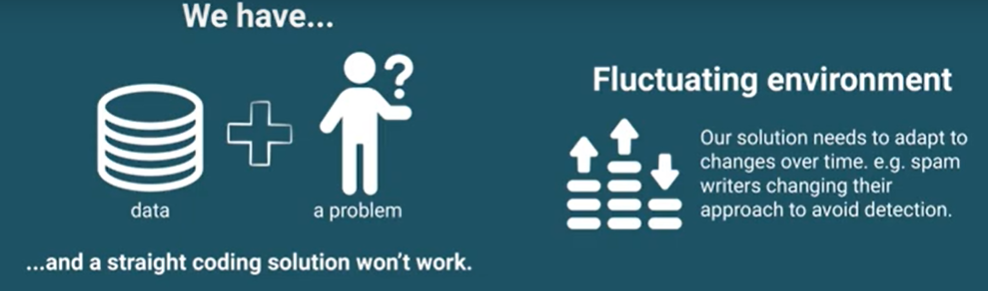 We have...
?
data
a problem
...and a straight coding solution won't work.
Fluctuating environment
Our solution needs to adapt to
changes over time. e.g. spam
writers changing their
approach to avoid detection.